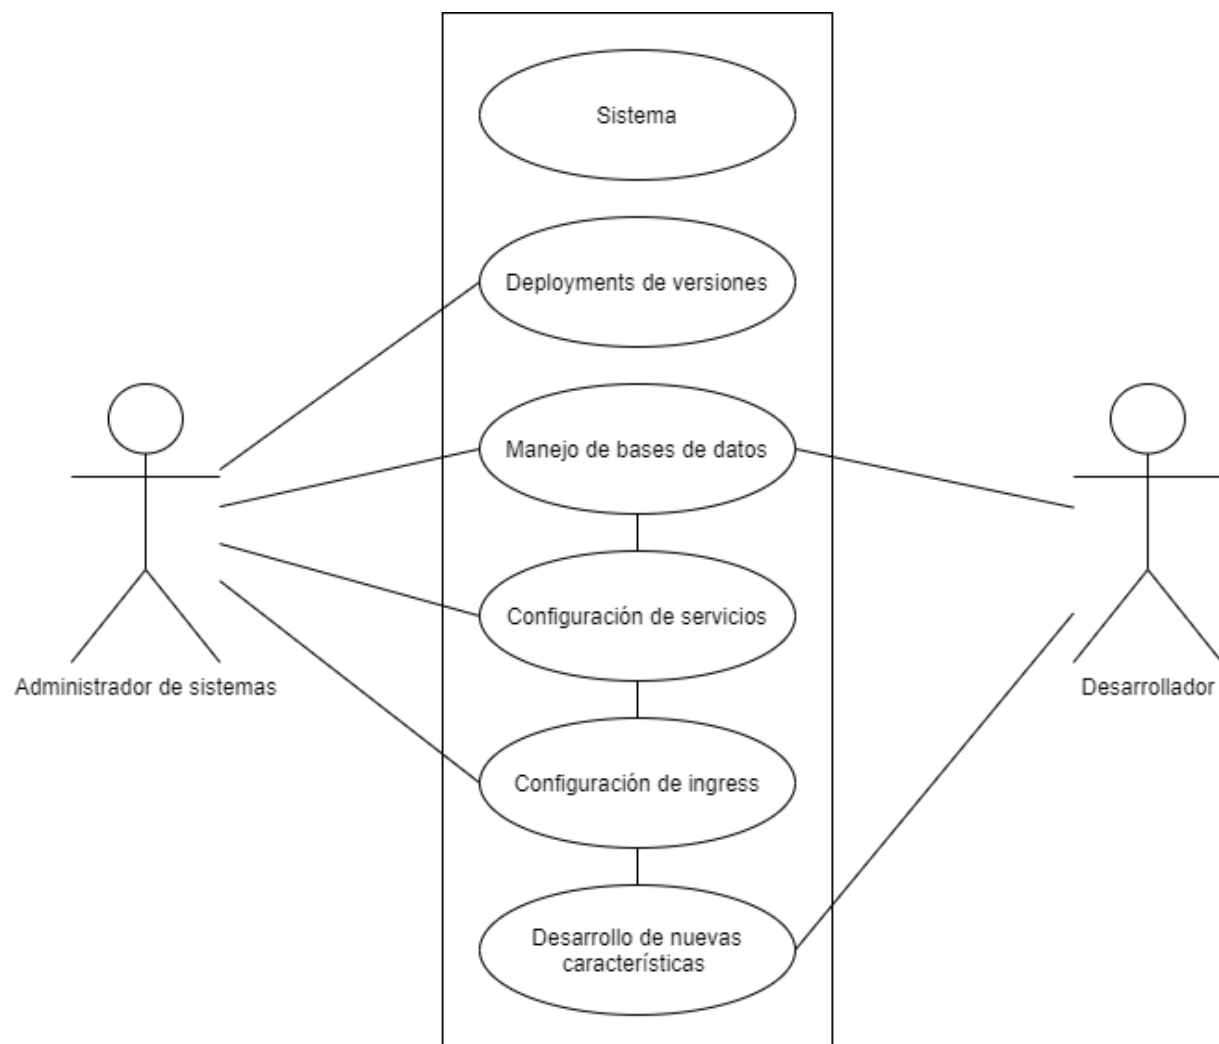 Sistema
Deployments de versiones
Manejo de bases de datos
Configuración de servicios
Administrador de sistemas
Desarrollador
Configuración de ingress
Desarrollo de nuevas
características